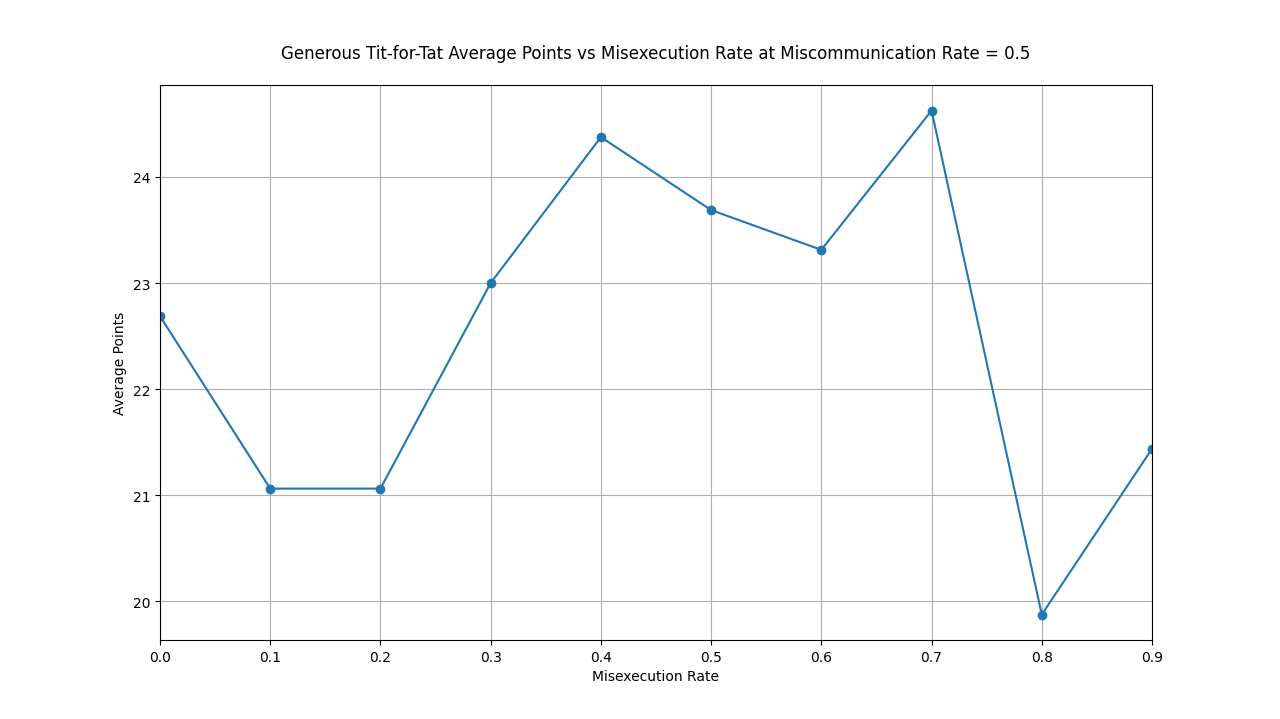 Generous Tit-for-Tat Average Points vs Misexecution Rate at Miscommunication Rate = 0.5
24
23
22
21
20
Average Points
0.0 0.1 0.2 0.3 0.4 0.5 0.6 0.7 0.8 0.9
Misexecution Rate